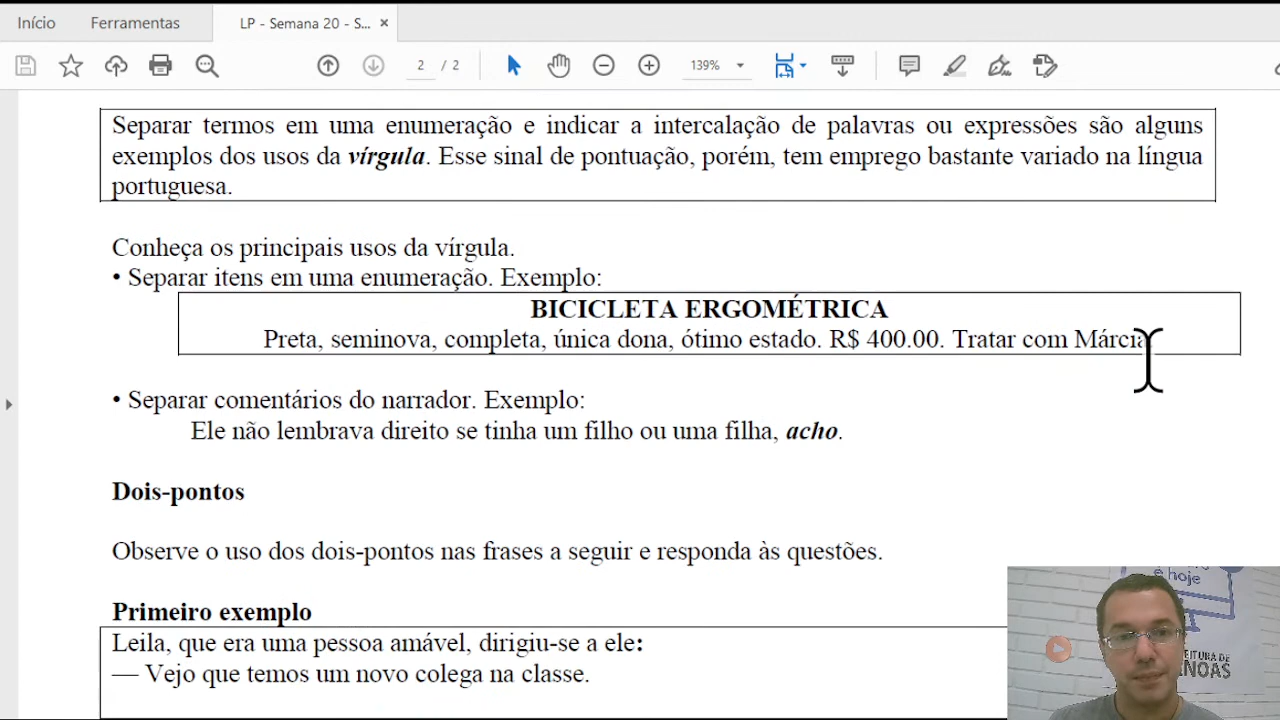 Início Ferramentas LP - Semana 20 - S... ×
2 / 2 139%
Separar termos em uma enumeração e indicar a intercalação de palavras ou expressões são alguns
exemplos dos usos da vírgula. Esse sinal de pontuação, porém, tem emprego bastante variado na língua
portuguesa.
Conheça os principais usos da vírgula.
• Separar itens em uma enumeração. Exemplo:
BICICLETA ERGOMÉTRICA
Preta, seminova, completa, única dona, ótimo estado. R$ 400.00. Tratar com Márcia.
• Separar comentários do narrador. Exemplo:
Ele não lembrava direito se tinha um filho ou uma filha, acho.
Dois-pontos
Observe o uso dos dois-pontos nas frases a seguir e responda às questões.
Primeiro exemplo
Leila, que era uma pessoa amável, dirigiu-se a ele:
— Vejo que temos um novo colega na classe.
é hoje
EITURA DE
NOAS